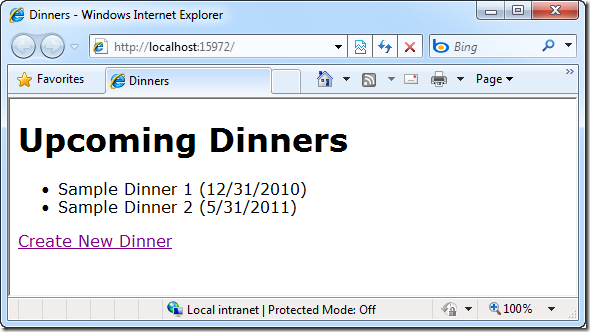 Dinners - Windows Internet Explorer
http://localhost:15972/
Bing
Favorites
Dinners
Page
Upcoming Dinners
Sample Dinner 1 (12/31/2010)
Sample Dinner 2 (5/31/2011)
Create New Dinner
Local intranet | Protected Mode: Off
100%